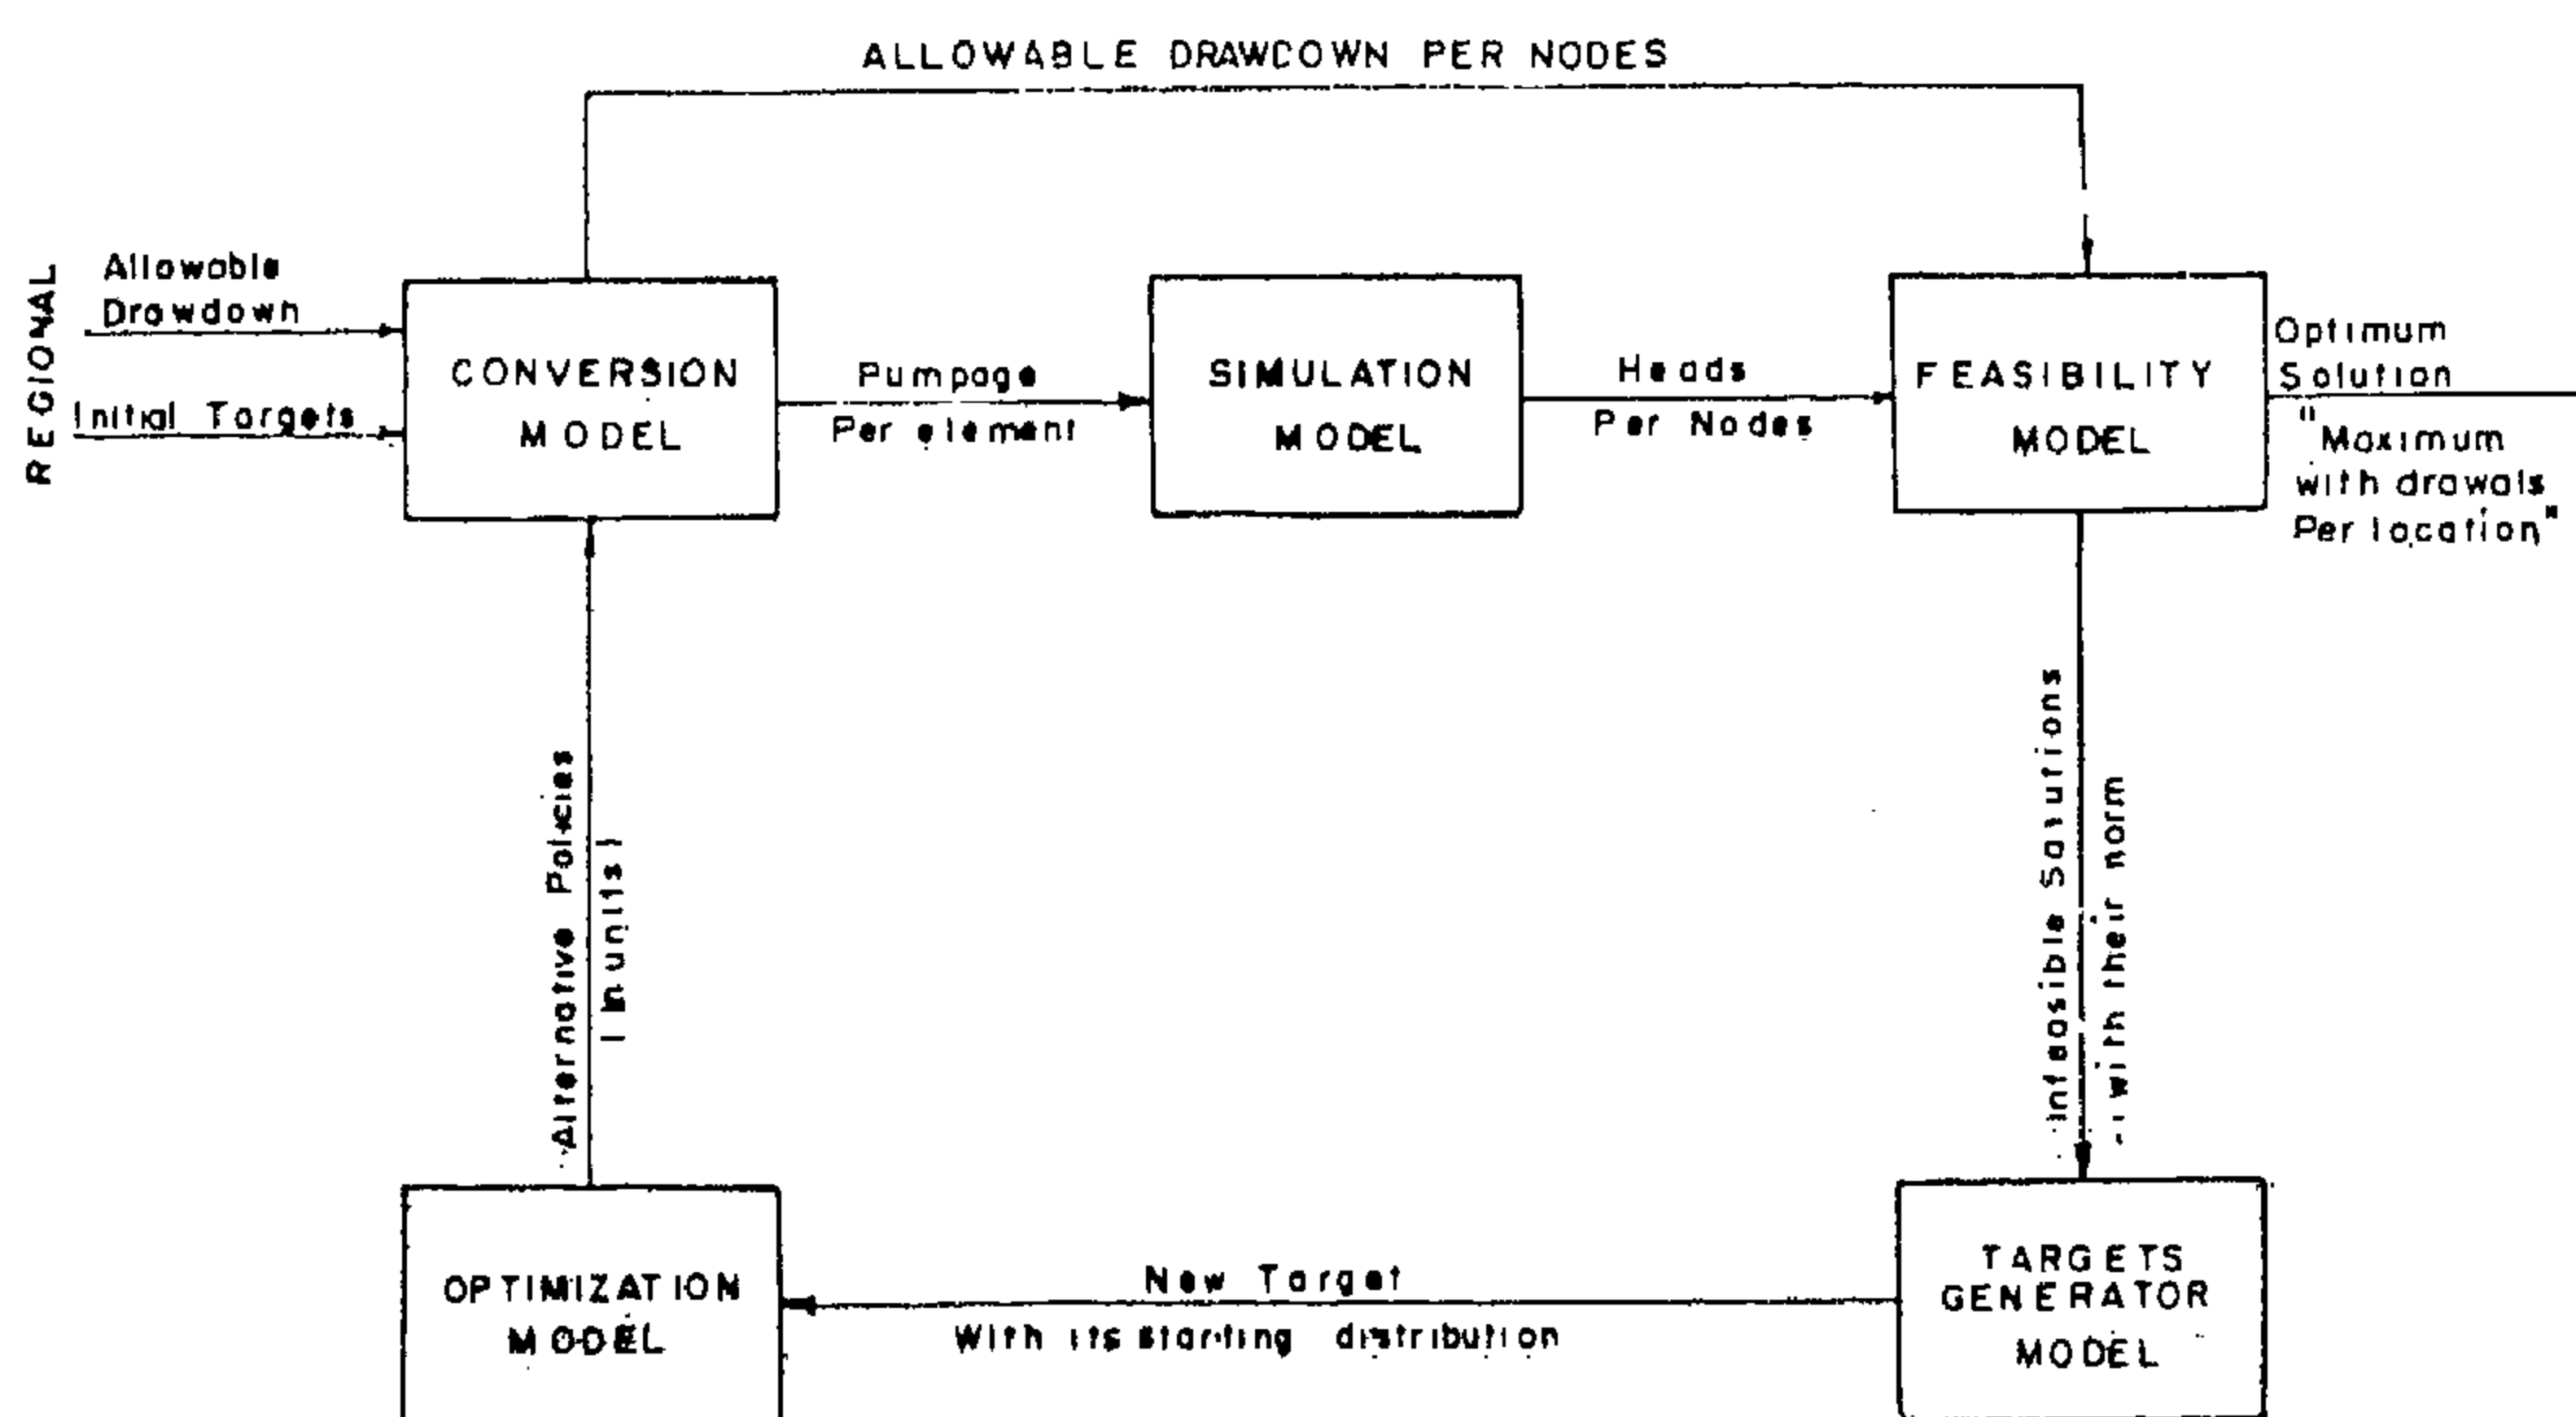 ALLOWABLE DRAWDOWN PER NODES
REGIONAL
Allowable
Drawdown
Initial Targets
CONVERSION
MODEL
Pumpage
Per element
SIMULATION
MODEL
Heads
Per Nodes
FEASIBILITY
MODEL
Optimum
Solution
"Maximum
with drawals
Per location"
Alternative Policies
(In units)
Infeasible Solutions
with their norm
OPTIMIZATION
MODEL
New Target
With its starting distribution
TARGETS
GENERATOR
MODEL